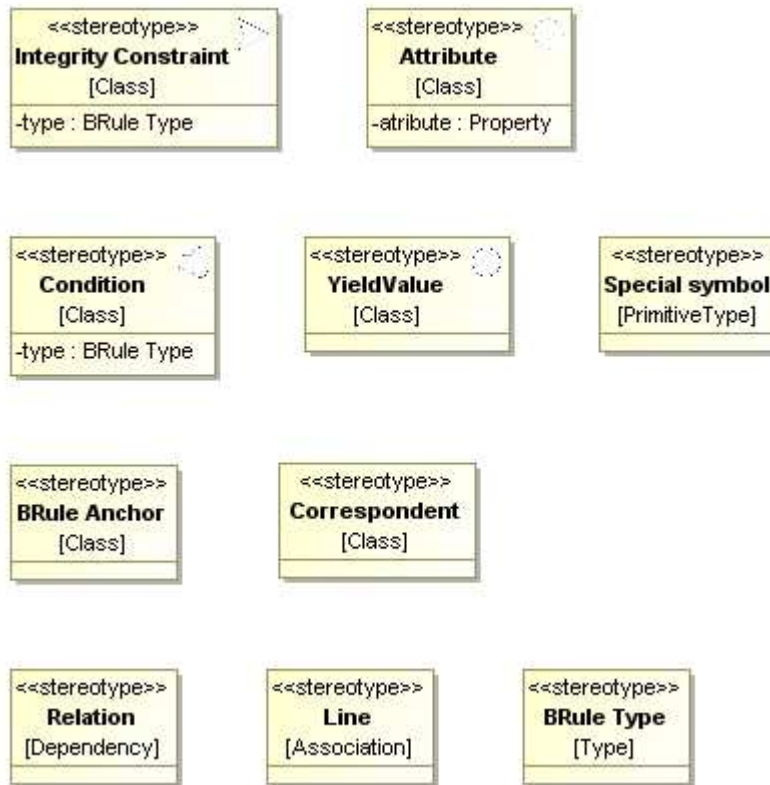 <<stereotype>>
Integrity Constraint
[Class]
-type : BRule Type
<<stereotype>>
Attribute
[Class]
-atribute : Property
<<stereotype>>
Condition
[Class]
-type : BRule Type
<<stereotype>>
YieldValue
[Class]
<<stereotype>>
Special symbol
[PrimitiveType]
<<stereotype>>
BRule Anchor
[Class]
<<stereotype>>
Correspondent
[Class]
<<stereotype>>
Relation
[Dependency]
<<stereotype>>
Line
[Association]
<<stereotype>>
BRule Type
[Type]